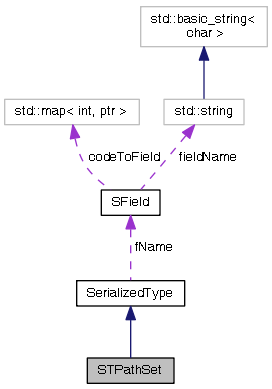 std::basic_string<
char >
std::map< int, ptr >
std::string
codeToField
fieldName
SField
fName
SerializedType
STPathSet